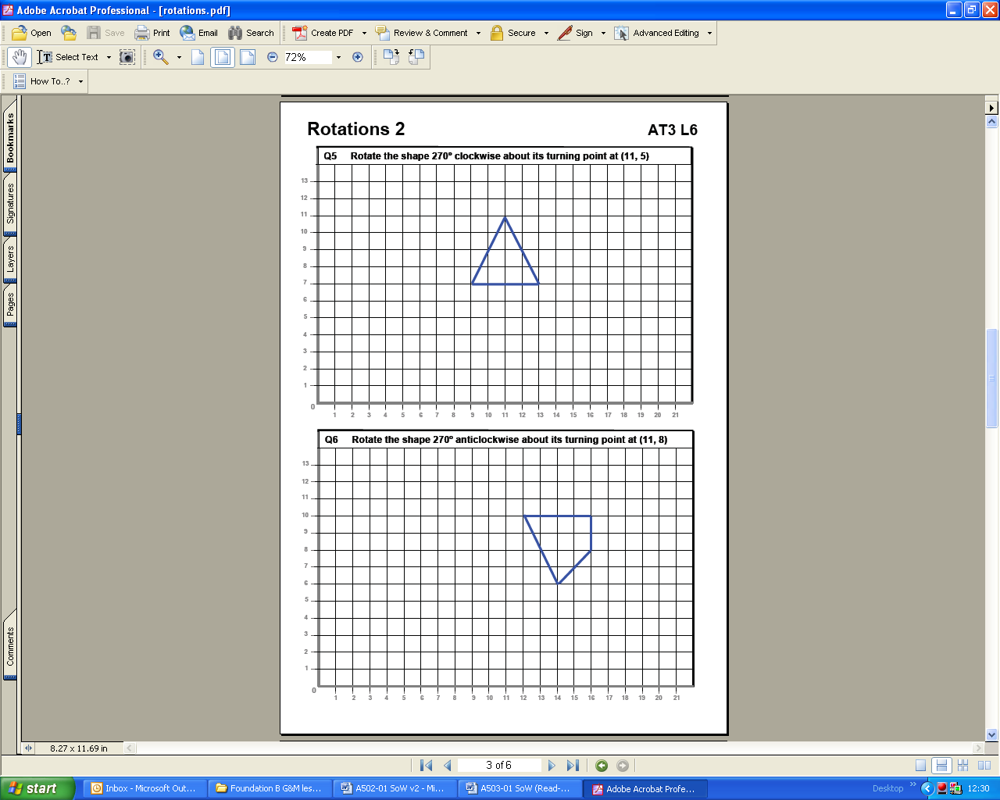 Adobe Acrobat Professional - [rotations.pdf]
Open Save Print Email Search Create PDF Review & Comment Secure Sign Advanced Editing
Select Text 72%
How To..?
Bookmarks
Signatures
Layers
Pages
Comments
Rotations 2 AT3 L6
Q5 Rotate the shape 270º clockwise about its turning point at (11, 5)
13
12
11
10
9
8
7
6
5
4
3
2
1
0
1 2 3 4 5 6 7 8 9 10 11 12 13 14 15 16 17 18 19 20 21
Q6 Rotate the shape 270º anticlockwise about its turning point at (11, 8)
13
12
11
10
9
8
7
6
5
4
3
2
1
0
1 2 3 4 5 6 7 8 9 10 11 12 13 14 15 16 17 18 19 20 21
8.27 x 11.69 in
3 of 6
start Inbox - Microsoft Out... Foundation B G&M les... A502-01 SoW v2 - Mi... A503-01 SoW (Read-... Adobe Acrobat Profe... Desktop » 12:30